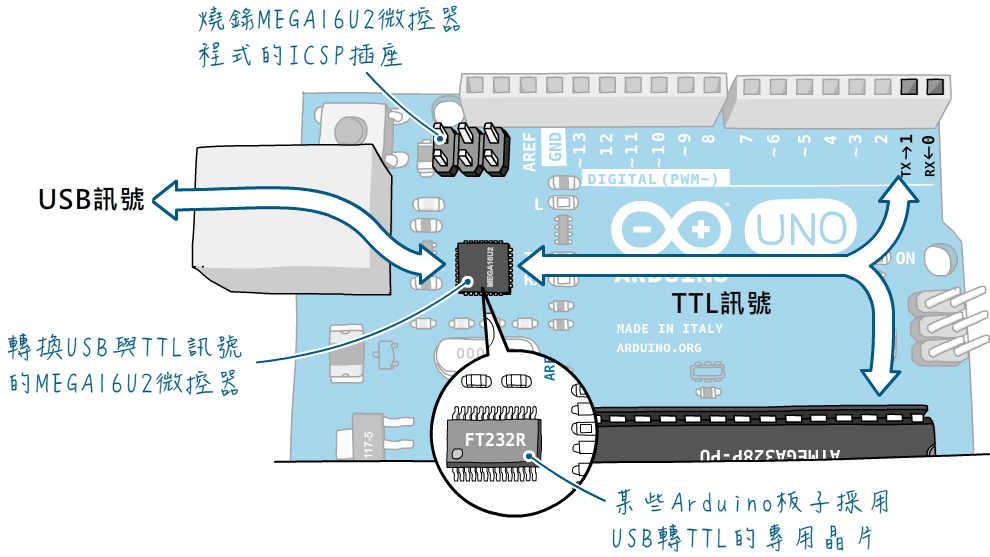 燒錄MEGA16U2微控器
程式的ICSP插座
AREF
GND
~13
12
~11
~10
~9
8
7
~6
~5
4
~3
2
TX→1
RX←0
DIGITAL (PWM~)
USB訊號
L
UNO
ON
MEGA16U2
ARDUINO
TTL訊號
MADE IN ITALY
ARDUINO.ORG
轉換USB與TTL訊號
的MEGA16U2微控器
000
AR
117-5
FT232R
ATMEGA328P-PU
某些Arduino板子採用
USB轉TTL的專用晶片